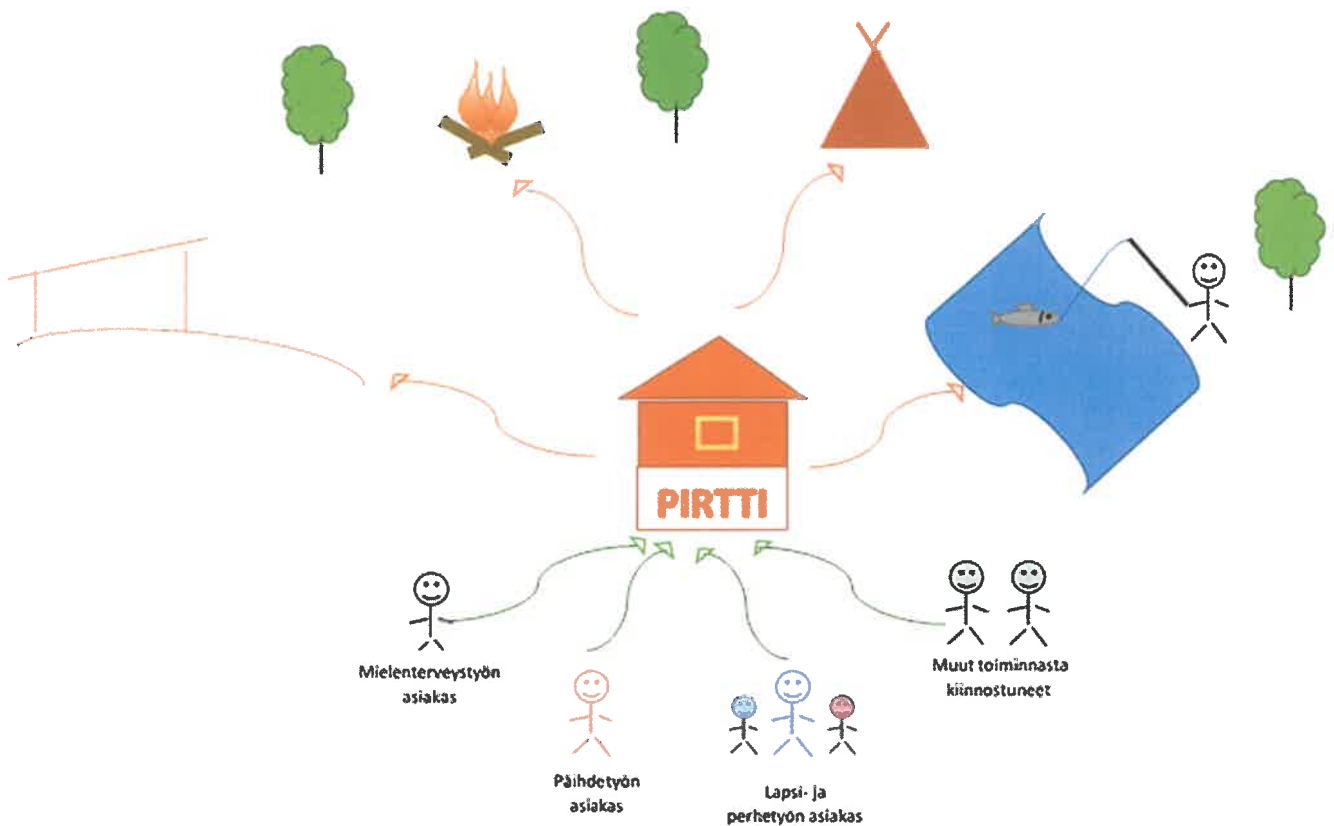 PIRTTI
Mielenterveystyön
asiakas
Muut toiminnasta
kiinnostuneet
Päihdetyön
asiakas
Lapsi- ja
perhetyön asiakas